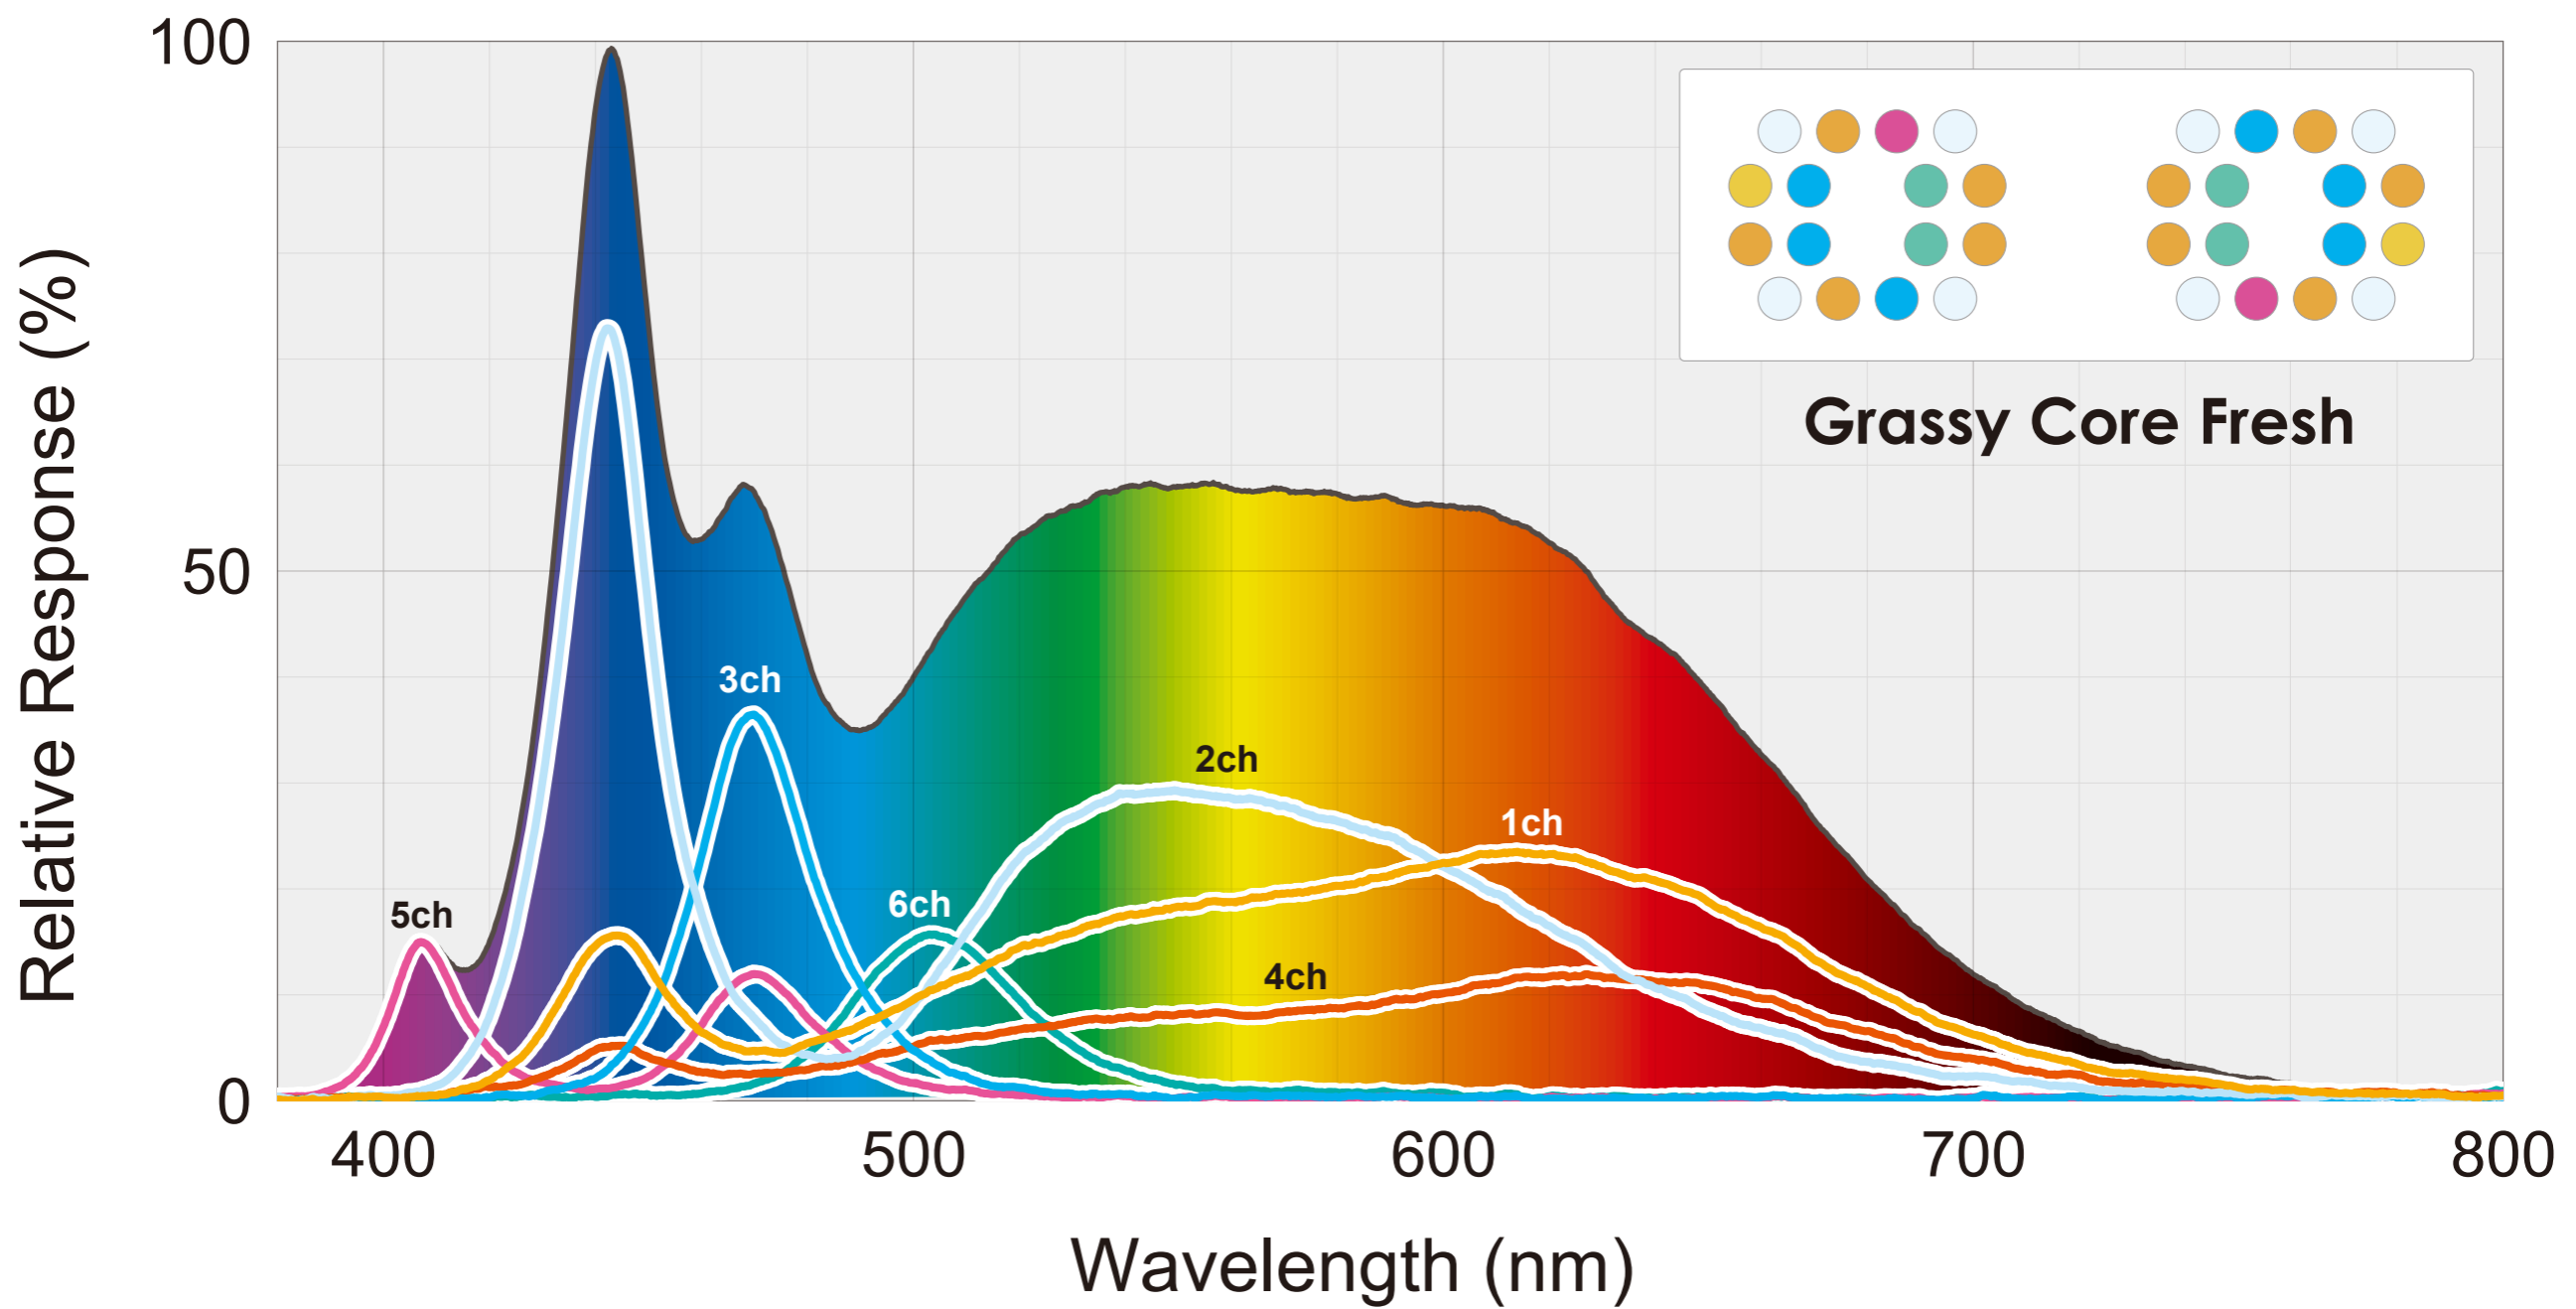 100
50
0
Relative Response (%)
Grassy Core Fresh
3ch
2ch
1ch
5ch
6ch
4ch
400 500 600 700 800
Wavelength (nm)